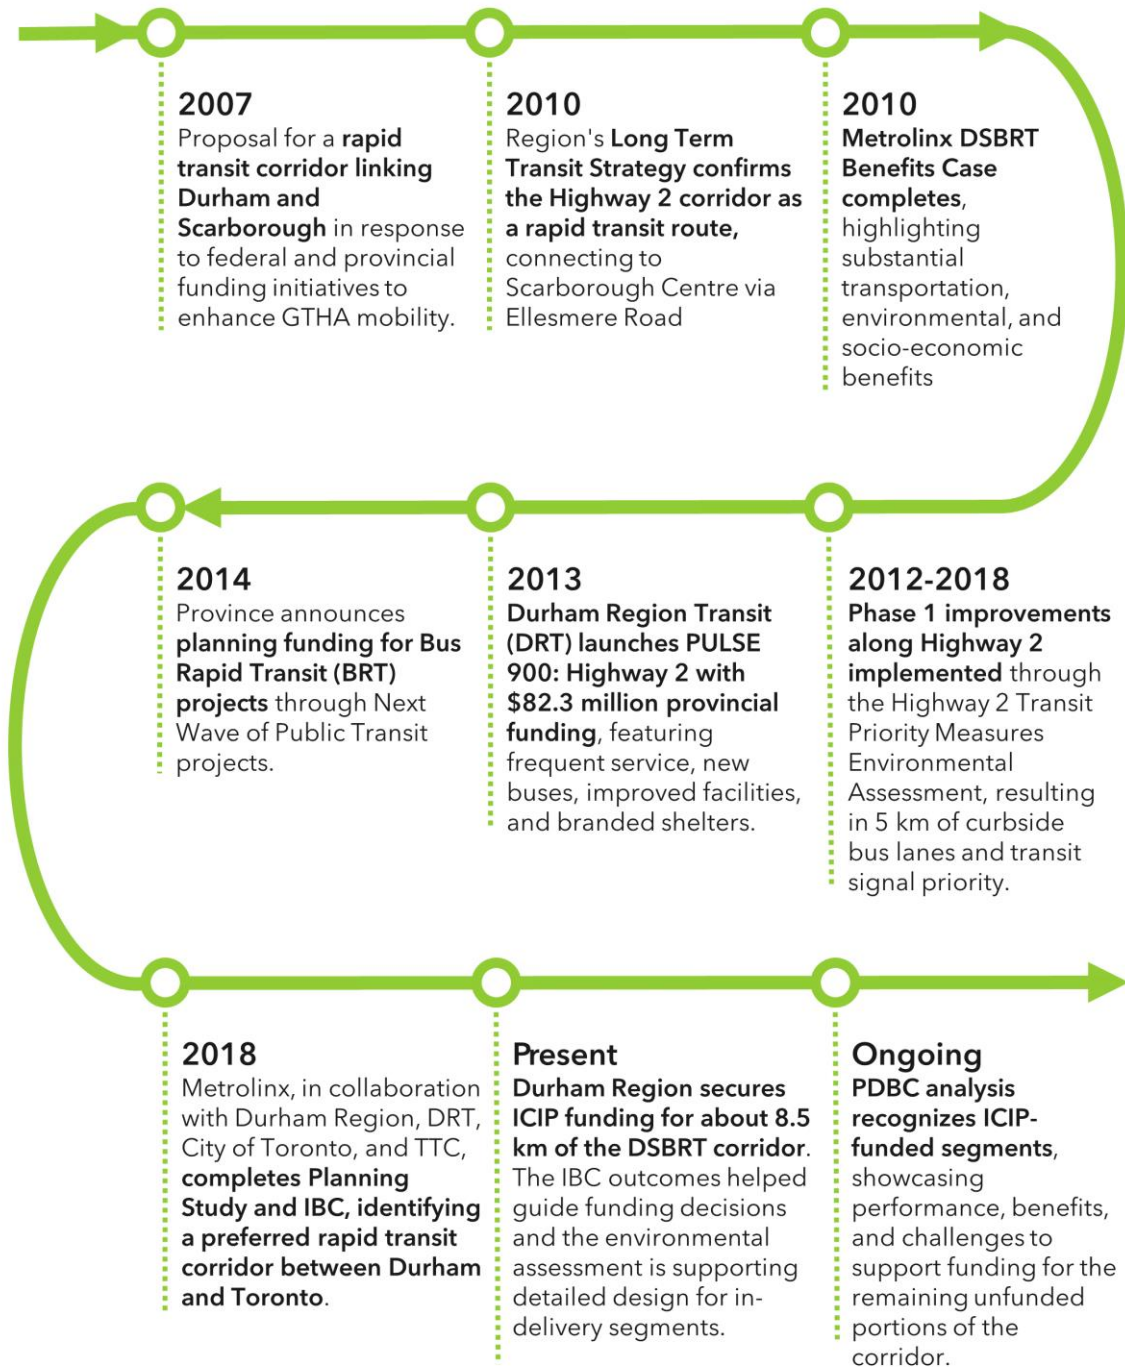 2007
Proposal for a rapid
transit corridor linking
Durham and
Scarborough in response
to federal and provincial
funding initiatives to
enhance GTHA mobility.
2010
Region's Long Term
Transit Strategy confirms
the Highway 2 corridor as
a rapid transit route,
connecting to
Scarborough Centre via
Ellesmere Road
2010
Metrolinx DSBRT
Benefits Case
completes,
highlighting
substantial
transportation,
environmental, and
socio-economic
benefits
2012-2018
Phase 1 improvements
along Highway 2
implemented through
the Highway 2 Transit
Priority Measures
Environmental
Assessment, resulting
in 5 km of curbside
bus lanes and transit
signal priority.
2013
Durham Region Transit
(DRT) launches PULSE
900: Highway 2 with
$82.3 million provincial
funding, featuring
frequent service, new
buses, improved facilities,
and branded shelters.
2014
Province announces
planning funding for Bus
Rapid Transit (BRT)
projects through Next
Wave of Public Transit
projects.
2018
Metrolinx, in collaboration
with Durham Region, DRT,
City of Toronto, and TTC,
completes Planning
Study and IBC, identifying
a preferred rapid transit
corridor between Durham
and Toronto.
Present
Durham Region secures
ICIP funding for about 8.5
km of the DSBRT corridor.
The IBC outcomes helped
guide funding decisions
and the environmental
assessment is supporting
detailed design for in-
delivery segments.
Ongoing
PDBC analysis
recognizes ICIP-
funded segments,
showcasing
performance, benefits,
and challenges to
support funding for the
remaining unfunded
portions of the
corridor.